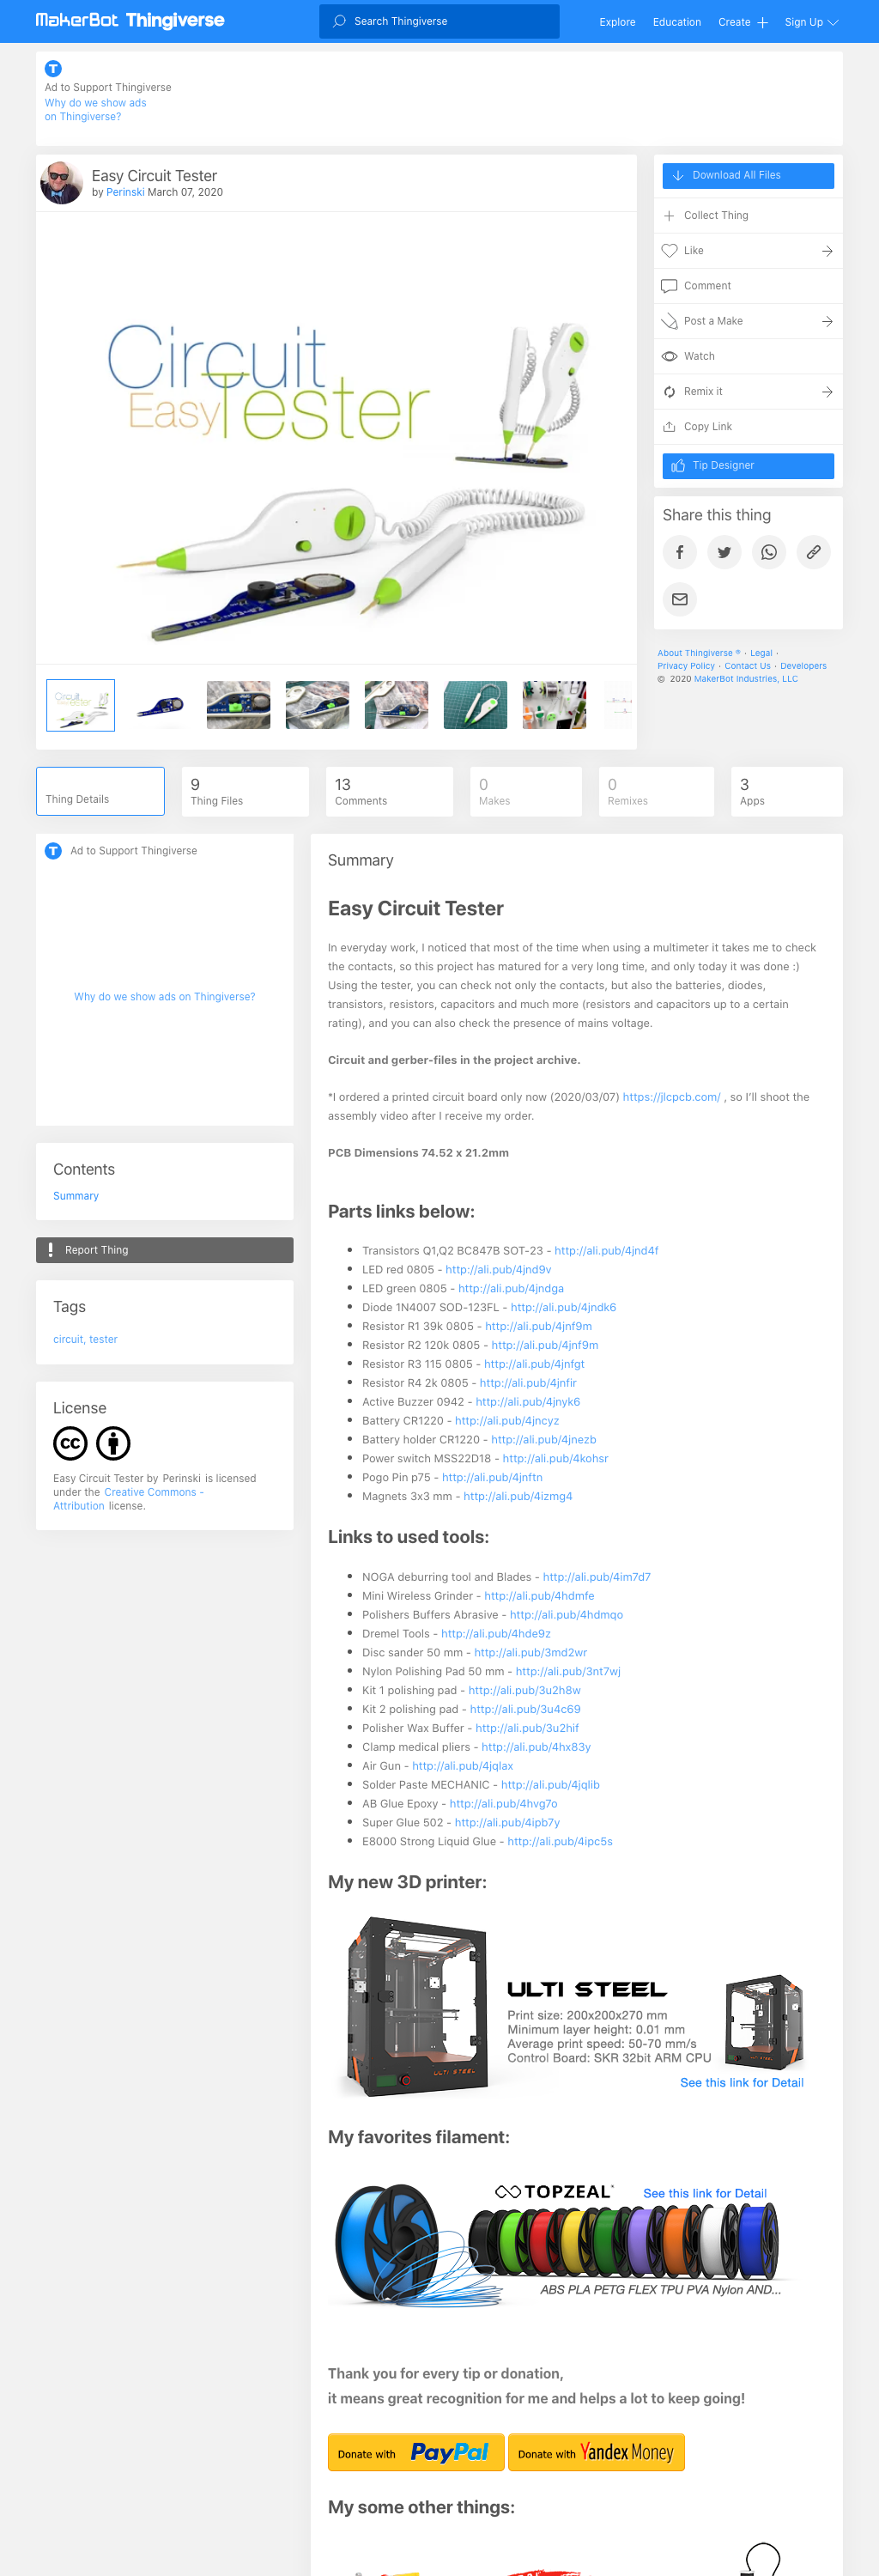 MakerBot Thingiverse
Search Thingiverse
Explore Education Create Sign Up
Ad to Support Thingiverse
Why do we show ads
on Thingiverse?
Easy Circuit Tester
by Perinski March 07, 2020
Circuit
Easy Tester
Download All Files
Collect Thing
Like
Comment
Post a Make
Watch
Remix it
Copy Link
Tip Designer
Share this thing
About Thingiverse ® · Legal ·
Privacy Policy · Contact Us · Developers
© 2020 MakerBot Industries, LLC
Thing Details
9
Thing Files
13
Comments
0
Makes
0
Remixes
3
Apps
Ad to Support Thingiverse
Why do we show ads on Thingiverse?
Contents
Summary
Report Thing
Tags
circuit, tester
License
cc
Easy Circuit Tester by Perinski is licensed
under the Creative Commons -
Attribution license.
Summary
Easy Circuit Tester
In everyday work, I noticed that most of the time when using a multimeter it takes me to check
the contacts, so this project has matured for a very long time, and only today it was done :)
Using the tester, you can check not only the contacts, but also the batteries, diodes,
transistors, resistors, capacitors and much more (resistors and capacitors up to a certain
rating), and you can also check the presence of mains voltage.
Circuit and gerber-files in the project archive.
*I ordered a printed circuit board only now (2020/03/07) https://jlcpcb.com/ , so I'll shoot the
assembly video after I receive my order.
PCB Dimensions 74.52 x 21.2mm
Parts links below:
Transistors Q1,Q2 BC847B SOT-23 - http://ali.pub/4jnd4f
LED red 0805 - http://ali.pub/4jnd9v
LED green 0805 - http://ali.pub/4jndga
Diode 1N4007 SOD-123FL - http://ali.pub/4jndk6
Resistor R1 39k 0805 - http://ali.pub/4jnf9m
Resistor R2 120k 0805 - http://ali.pub/4jnf9m
Resistor R3 115 0805 - http://ali.pub/4jnfgt
Resistor R4 2k 0805 - http://ali.pub/4jnfir
Active Buzzer 0942 - http://ali.pub/4jnyk6
Battery CR1220 - http://ali.pub/4jncyz
Battery holder CR1220 - http://ali.pub/4jnezb
Power switch MSS22D18 - http://ali.pub/4kohsr
Pogo Pin p75 - http://ali.pub/4jnftn
Magnets 3x3 mm - http://ali.pub/4izmg4
Links to used tools:
NOGA deburring tool and Blades - http://ali.pub/4im7d7
Mini Wireless Grinder - http://ali.pub/4hdmfe
Polishers Buffers Abrasive - http://ali.pub/4hdmqo
Dremel Tools - http://ali.pub/4hde9z
Disc sander 50 mm - http://ali.pub/3md2wr
Nylon Polishing Pad 50 mm - http://ali.pub/3nt7wj
Kit 1 polishing pad - http://ali.pub/3u2h8w
Kit 2 polishing pad - http://ali.pub/3u4c69
Polisher Wax Buffer - http://ali.pub/3u2hif
Clamp medical pliers - http://ali.pub/4hx83y
Air Gun - http://ali.pub/4jqlax
Solder Paste MECHANIC - http://ali.pub/4jqlib
AB Glue Epoxy - http://ali.pub/4hvg7o
Super Glue 502 - http://ali.pub/4ipb7y
E8000 Strong Liquid Glue - http://ali.pub/4ipc5s
My new 3D printer:
ULTI STEEL
ULTI STEEL
Print size: 200x200x270 mm
Minimum layer height: 0.01 mm
Average print speed: 50-70 mm/s
Control Board: SKR 32bit ARM CPU
See this link for Detail
My favorites filament:
TOPZEAL
See this link for Detail
ABS PLA PETG FLEX TPU PVA Nylon AND...
Thank you for every tip or donation,
it means great recognition for me and helps a lot to keep going!
Donate with PayPal Donate with Yandex Money
My some other things: